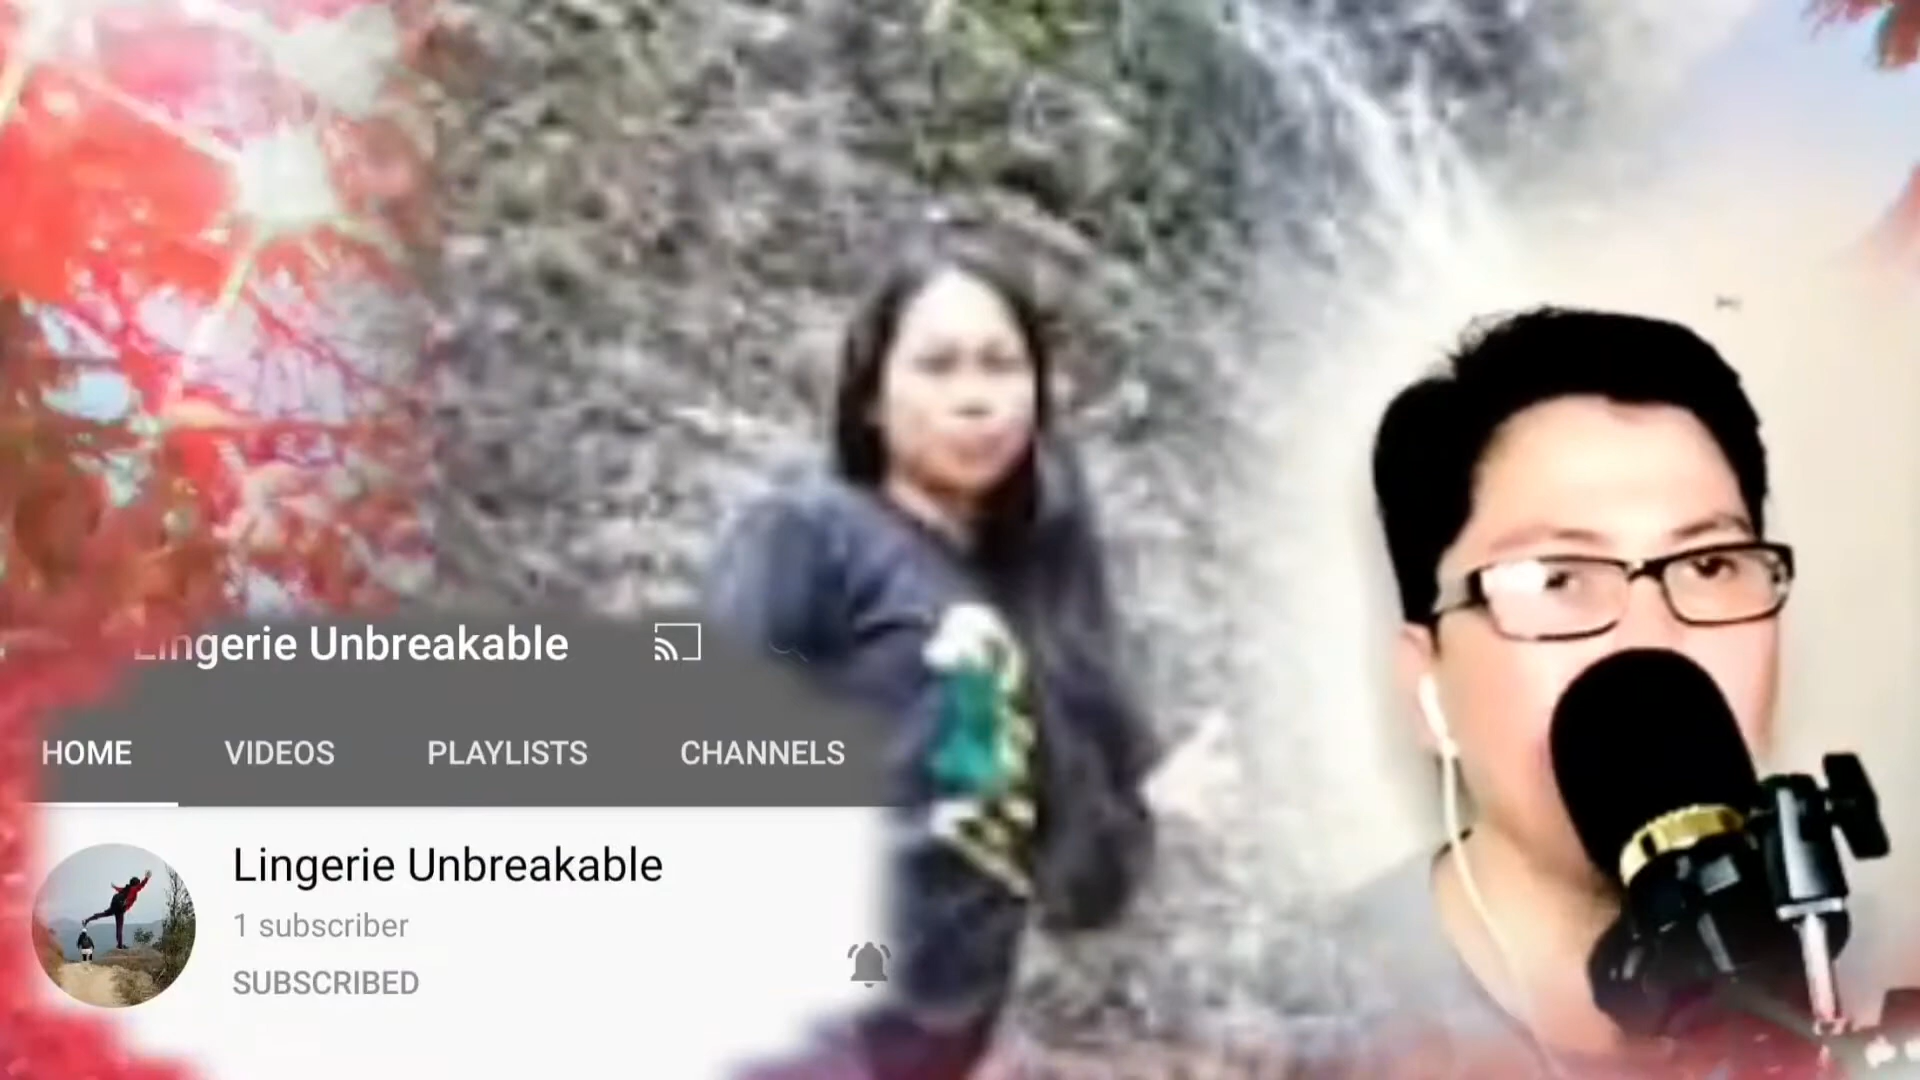 Lingerie Unbreakable
HOME VIDEOS PLAYLISTS CHANNELS
Lingerie Unbreakable
1 subscriber
SUBSCRIBED